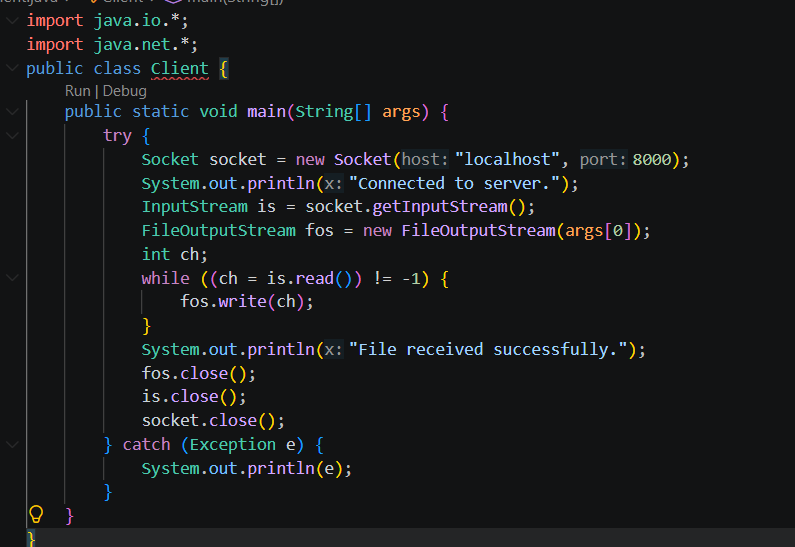 import java.io.*;
import java.net.*;
public class Client {
Run | Debug
public static void main(String[] args) {
try {
Socket socket = new Socket(host: "localhost", port: 8000);
System.out.println(x: "Connected to server.");
InputStream is = socket.getInputStream();
FileOutputStream fos = new FileOutputStream(args[0]);
int ch;
while ((ch = is.read()) != -1) {
fos.write(ch);
}
System.out.println(x: "File received successfully.");
fos.close();
is.close();
socket.close();
} catch (Exception e) {
System.out.println(e);
}
}
}